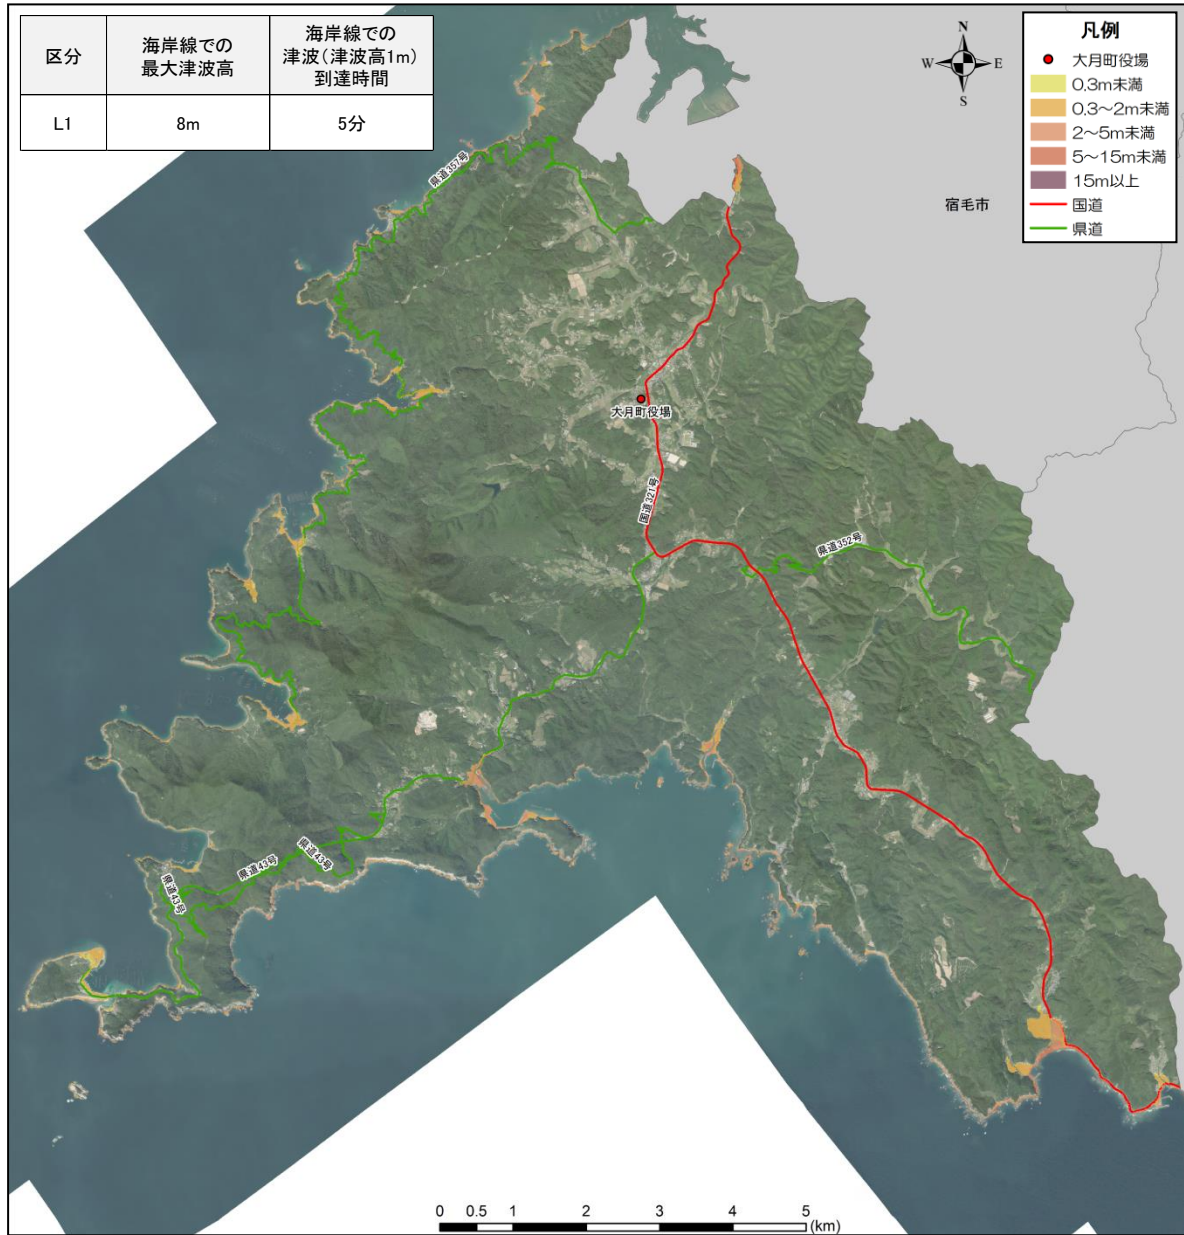 区分
海岸線での
最大津波高
海岸線での
津波(津波高1m)
到達時間
L1
8m
5分
N
W
E
S
凡例
大月町役場
0.3m未満
0.3～2m未満
2～5m未満
5～15m未満
15m以上
国道
県道
宿毛市
県道357号
大月町役場
国道321号
県道352号
県道43号
県道43号
県道43号
0 0.5 1 2 3 4 5
(km)